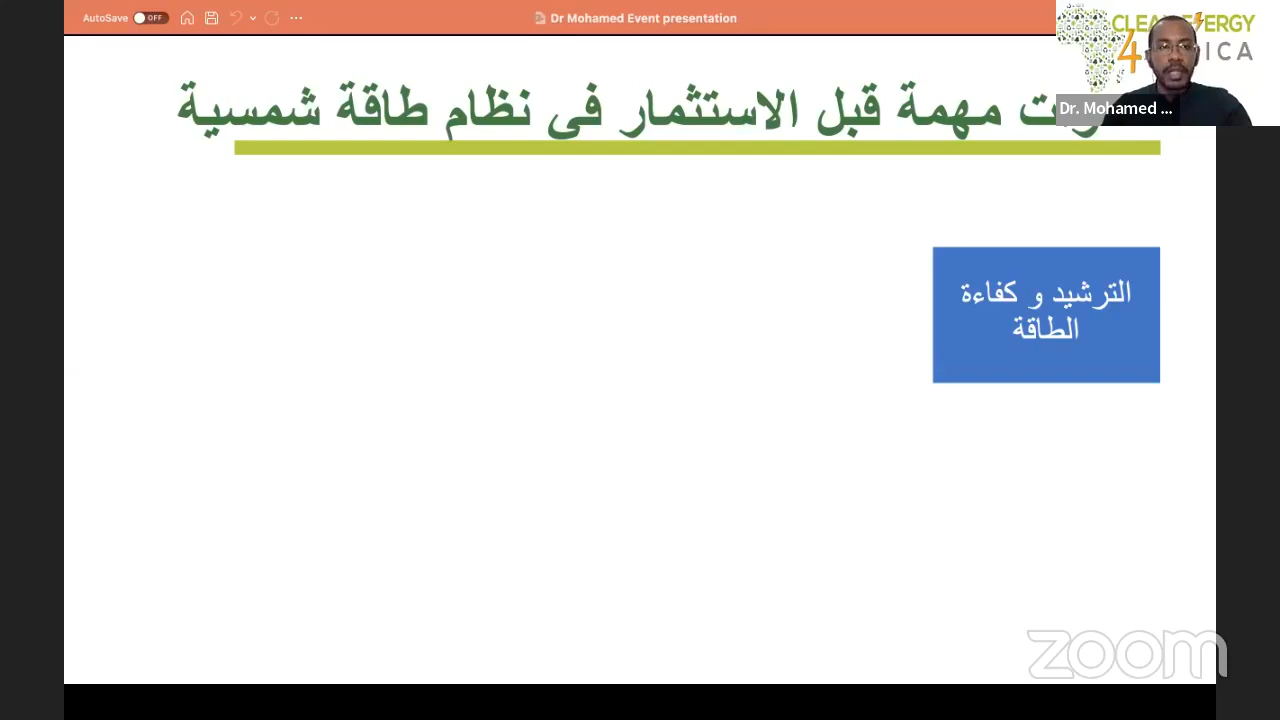 AutoSave OFF
Dr Mohamed Event presentation
مهمة قبل الاستثمار فى نظام طاقة شمسية
Dr. Mohamed ...
الترشيد و كفاءة
الطاقة
zoom